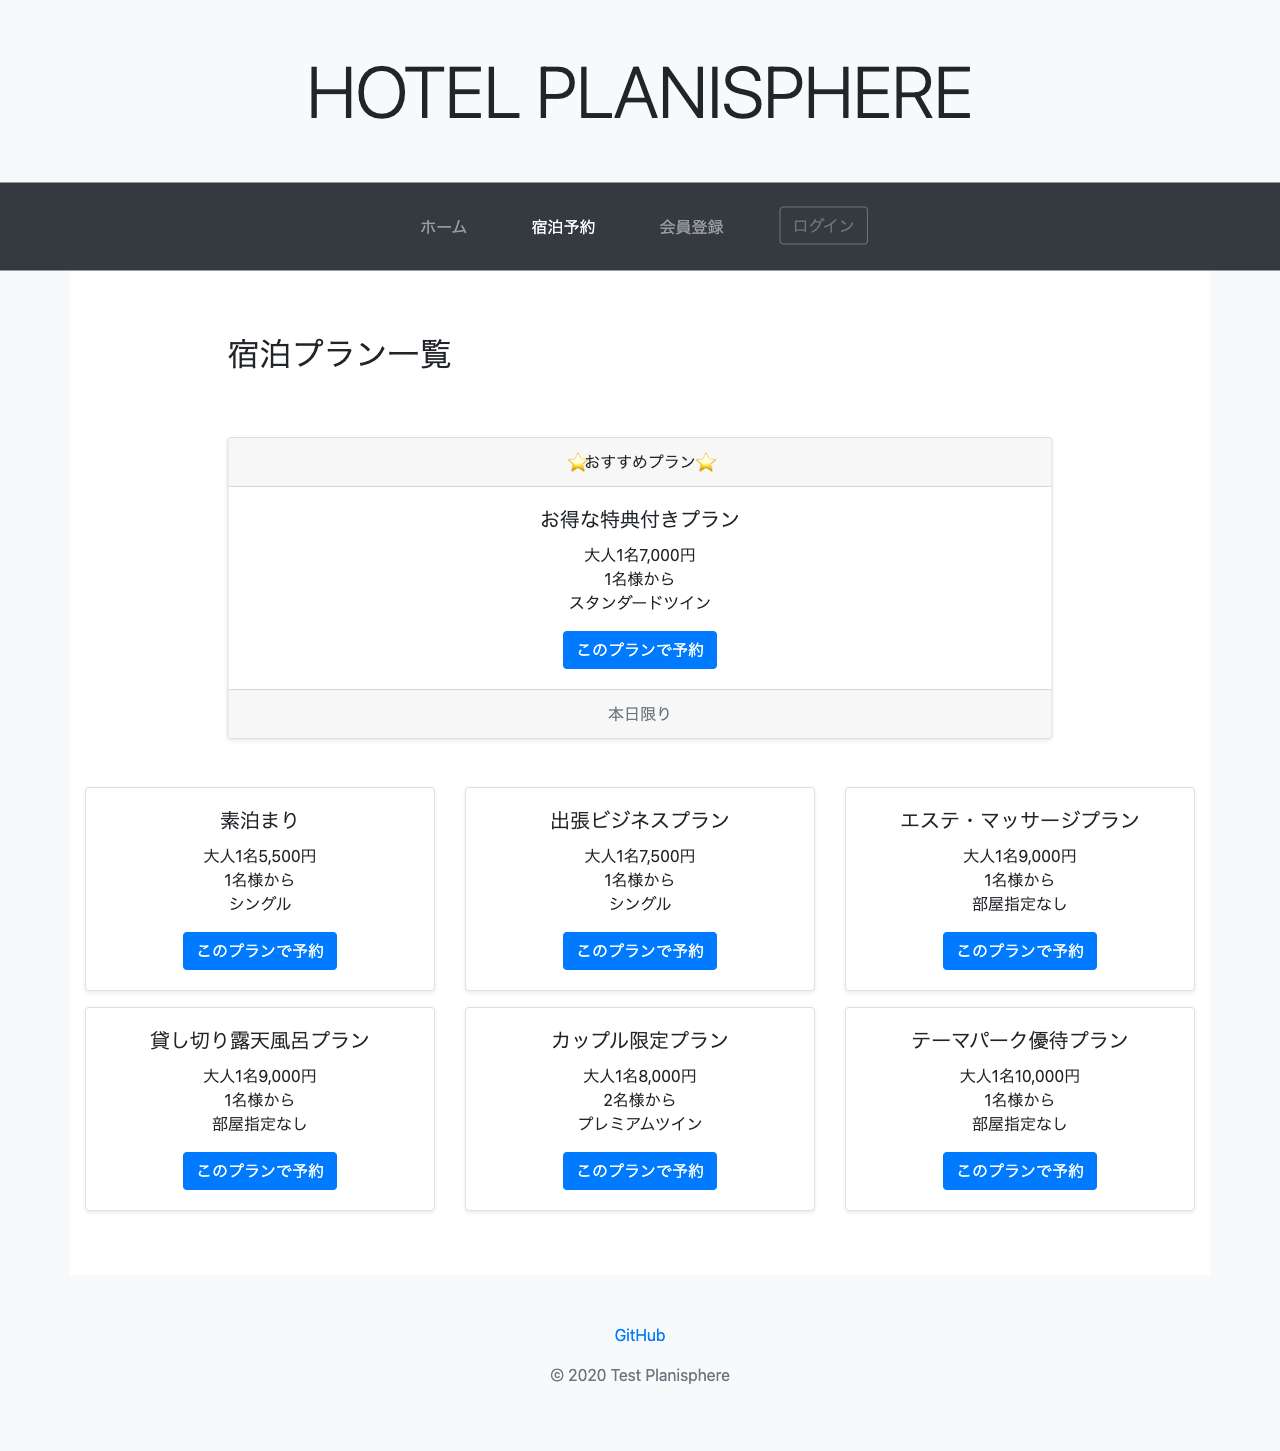 HOTEL PLANISPHERE
ホーム 宿泊予約 会員登録 ログイン
宿泊プラン一覧
⭐おすすめプラン⭐
お得な特典付きプラン
大人1名7,000円
1名様から
スタンダードツイン
このプランで予約
本日限り
素泊まり
大人1名5,500円
1名様から
シングル
このプランで予約
出張ビジネスプラン
大人1名7,500円
1名様から
シングル
このプランで予約
エステ・マッサージプラン
大人1名9,000円
1名様から
部屋指定なし
このプランで予約
貸し切り露天風呂プラン
大人1名9,000円
1名様から
部屋指定なし
このプランで予約
カップル限定プラン
大人1名8,000円
2名様から
プレミアムツイン
このプランで予約
テーマパーク優待プラン
大人1名10,000円
1名様から
部屋指定なし
このプランで予約
GitHub
© 2020 Test Planisphere